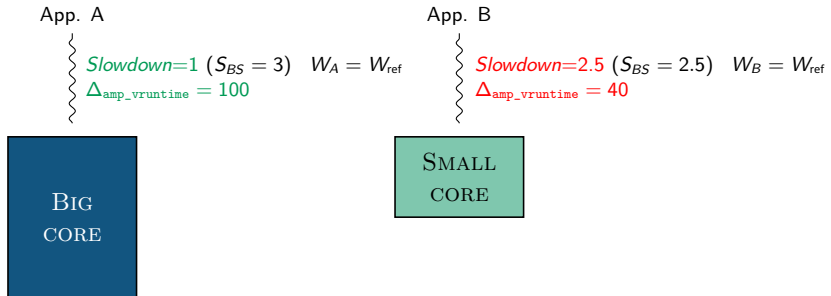 App. A
Slowdown=1 (S_BS = 3) W_A = W_ref
Δ_amp_vruntime = 100
BIG
CORE
App. B
Slowdown=2.5 (S_BS = 2.5) W_B = W_ref
Δ_amp_vruntime = 40
SMALL
CORE